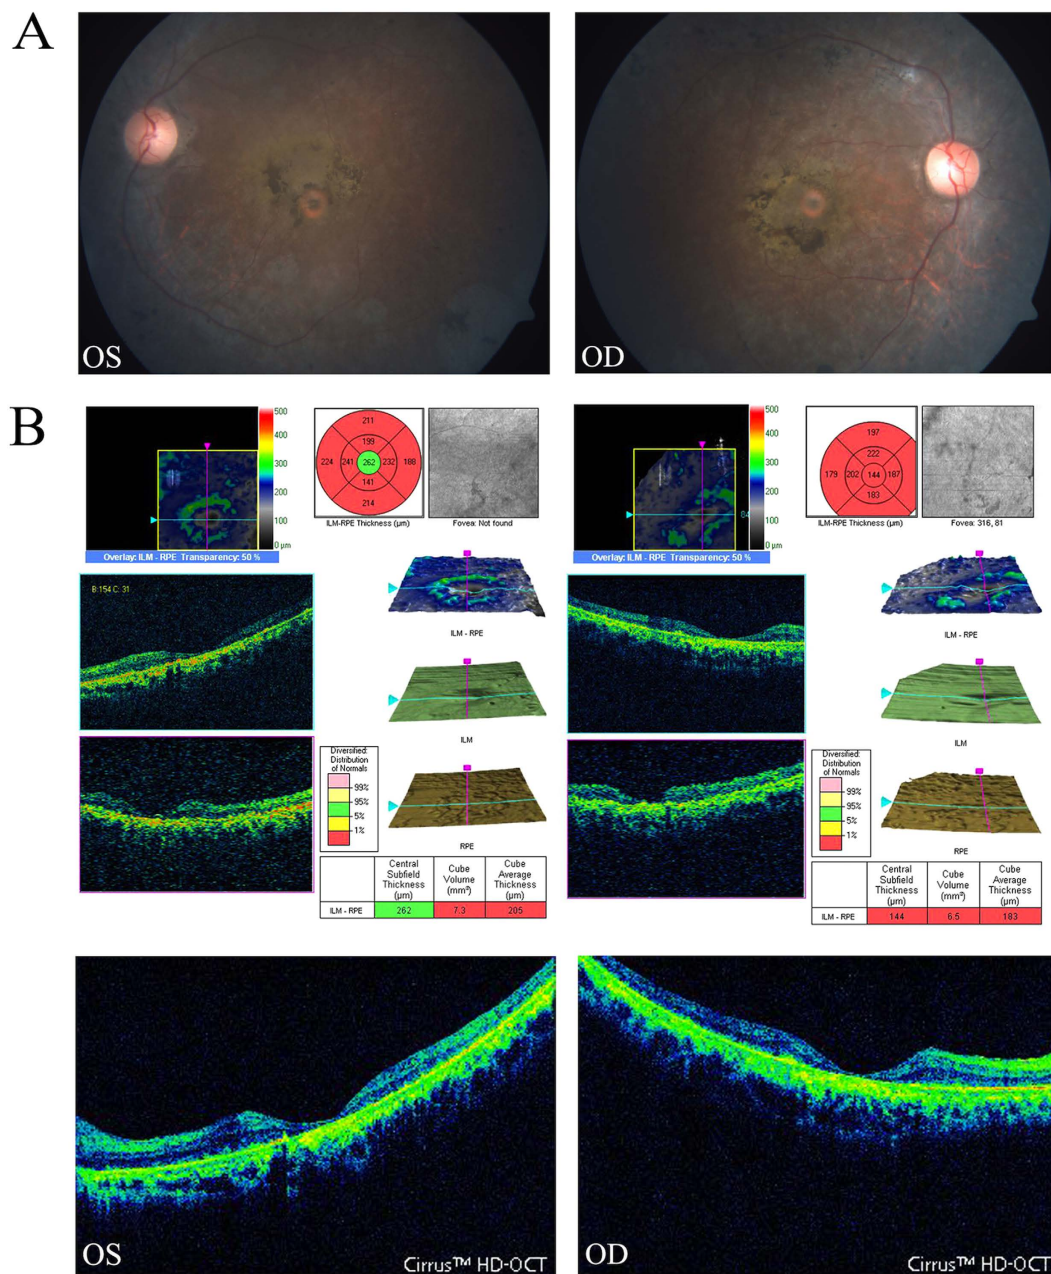 A
OS
OD
B
500
400
300
200
100
0 µm
Overlay: ILM - RPE Transparency: 50 %
211
199
224 241 262 232 188
141
214
ILM-RPE Thickness (µm)
Fovea: Not found
500
400
300
200
100
0 µm
Overlay: ILM - RPE Transparency: 50 %
197
222
179 202 144 187
183
ILM-RPE Thickness (µm)
Fovea: 316, 81
B:154 C: 31
ILM - RPE
ILM
RPE
ILM - RPE
ILM
RPE
Diversified:
Distribution
of Normals
99%
95%
5%
1%
Central
Subfield
Thickness
(µm)
Cube
Volume
(mm³)
Cube
Average
Thickness
(µm)
ILM - RPE 262 7.3 205
Diversified:
Distribution
of Normals
99%
95%
5%
1%
Central
Subfield
Thickness
(µm)
Cube
Volume
(mm³)
Cube
Average
Thickness
(µm)
ILM - RPE 144 6.5 183
OS
Cirrus™ HD-OCT
OD
Cirrus™ HD-OCT